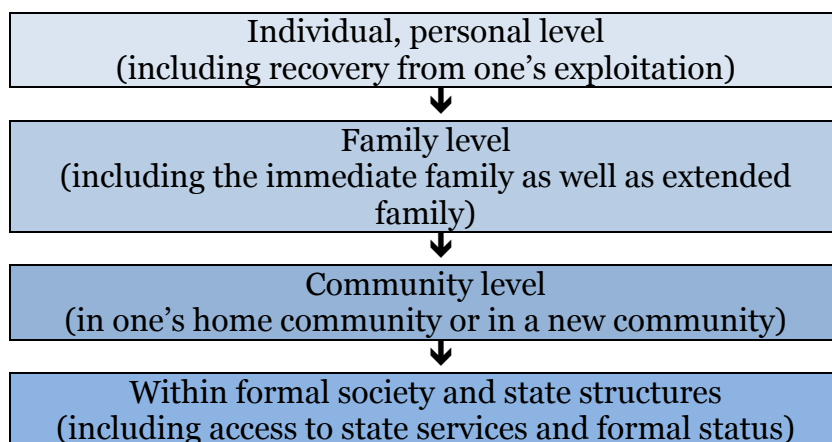 Individual, personal level
(including recovery from one’s exploitation)
Family level
(including the immediate family as well as extended
family)
Community level
(in one’s home community or in a new community)
Within formal society and state structures
(including access to state services and formal status)